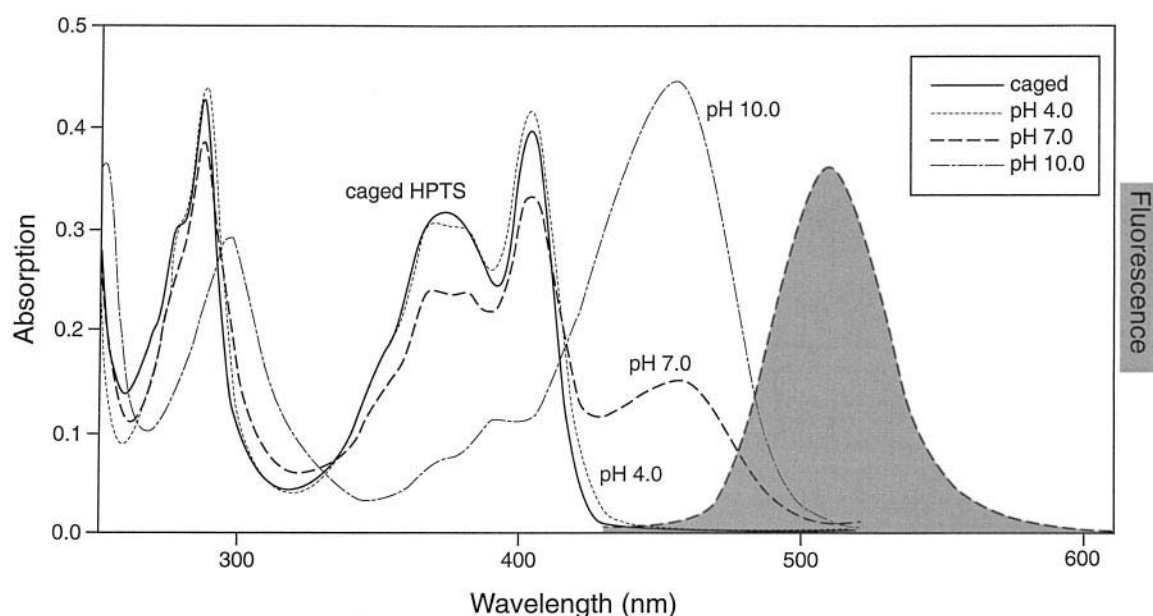 0.5
0.4
0.3
0.2
0.1
0.0
Absorption
300
400
500
600
Wavelength (nm)
caged
pH 4.0
pH 7.0
pH 10.0
caged HPTS
pH 10.0
pH 7.0
pH 4.0
Fluorescence